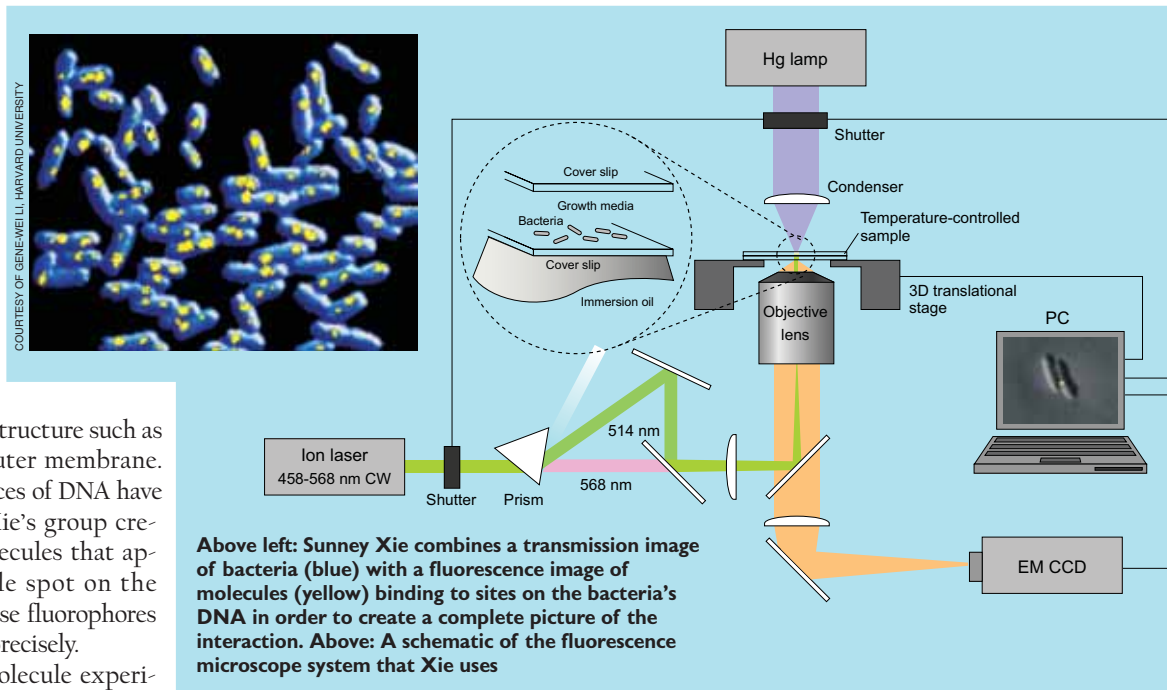 COURTESY OF GENE-WEI LI, HARVARD UNIVERSITY
Hg lamp
Shutter
Condenser
Temperature-controlled
sample
3D translational
stage
PC
Cover slip
Growth media
Bacteria
Cover slip
Immersion oil
Objective
lens
514 nm
568 nm
Ion laser
458-568 nm CW
Shutter
Prism
EM CCD
tructure such as
uter membrane.
ces of DNA have
ie's group cre-
ecules that ap-
le spot on the
se fluorophores
recisely.
olecule experi-
Above left: Sunney Xie combines a transmission image
of bacteria (blue) with a fluorescence image of
molecules (yellow) binding to sites on the bacteria's
DNA in order to create a complete picture of the
interaction. Above: A schematic of the fluorescence
microscope system that Xie uses